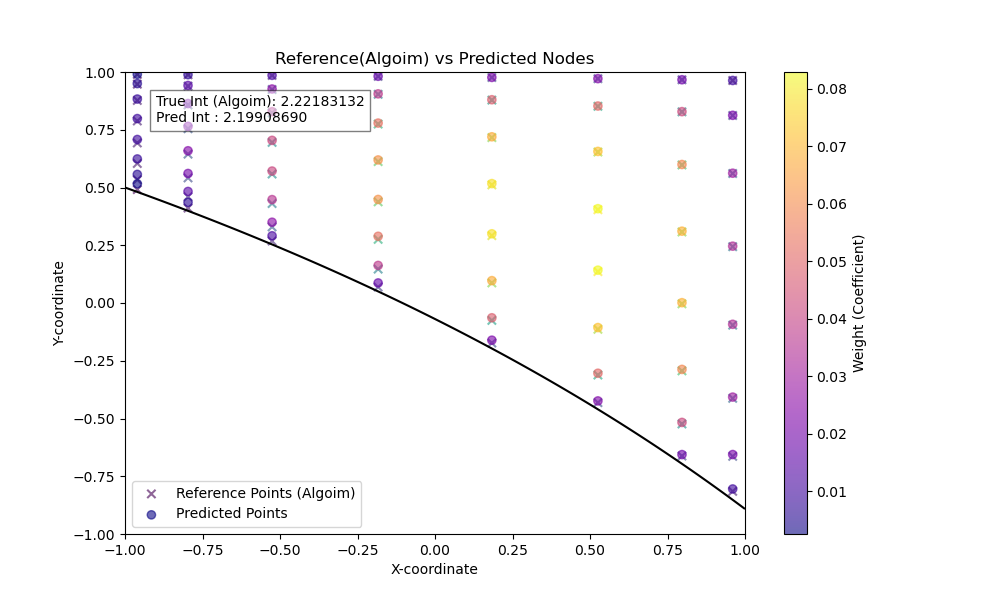 Reference(Algoim) vs Predicted Nodes
True Int (Algoim): 2.22183132
Pred Int : 2.19908690
1.00
0.75
0.50
0.25
0.00
−0.25
−0.50
−0.75
−1.00
Y-coordinate
Reference Points (Algoim)
Predicted Points
−1.00 −0.75 −0.50 −0.25 0.00 0.25 0.50 0.75 1.00
X-coordinate
0.08
0.07
0.06
0.05
0.04
0.03
0.02
0.01
Weight (Coefficient)